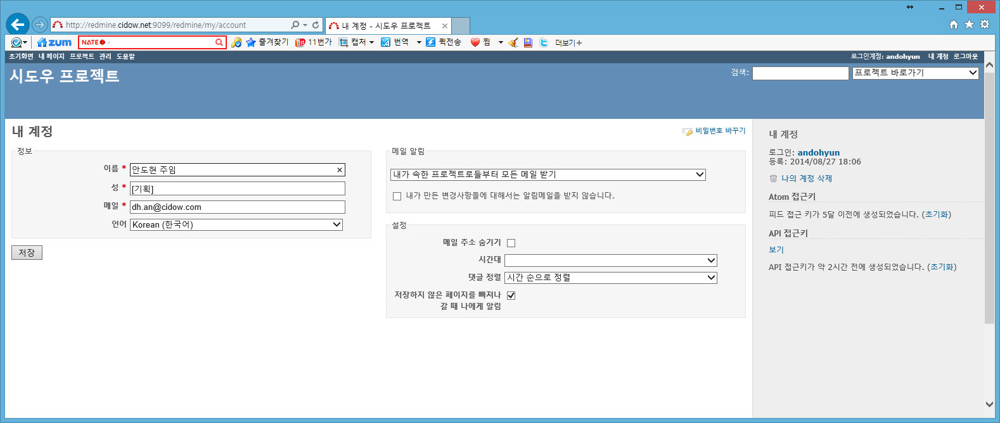 http://redmine.cidow.net:9099/redmine/my/account
내 계정 - 시도우 프로젝트
zum
NATE
즐겨찾기
11번가
캡처
번역
퀵전송
찜
더보기+
초기화면 내 페이지 프로젝트 관리 도움말
로그인계정: andohyun 내 계정 로그아웃
시도우 프로젝트
검색:
프로젝트 바로가기
내 계정
비밀번호 바꾸기
정보
이름 *
안도현 주임
성 *
[기획]
메일 *
dh.an@cidow.com
언어
Korean (한국어)
저장
메일 알림
내가 속한 프로젝트로들부터 모든 메일 받기
내가 만든 변경사항들에 대해서는 알림메일을 받지 않습니다.
설정
메일 주소 숨기기
시간대
댓글 정렬
시간 순으로 정렬
저장하지 않은 페이지를 빠져나
갈 때 나에게 알림
내 계정
로그인: andohyun
등록: 2014/08/27 18:06
나의 계정 삭제
Atom 접근키
피드 접근 키가 5달 이전에 생성되었습니다. (초기화)
API 접근키
보기
API 접근키가 약 2시간 전에 생성되었습니다. (초기화)